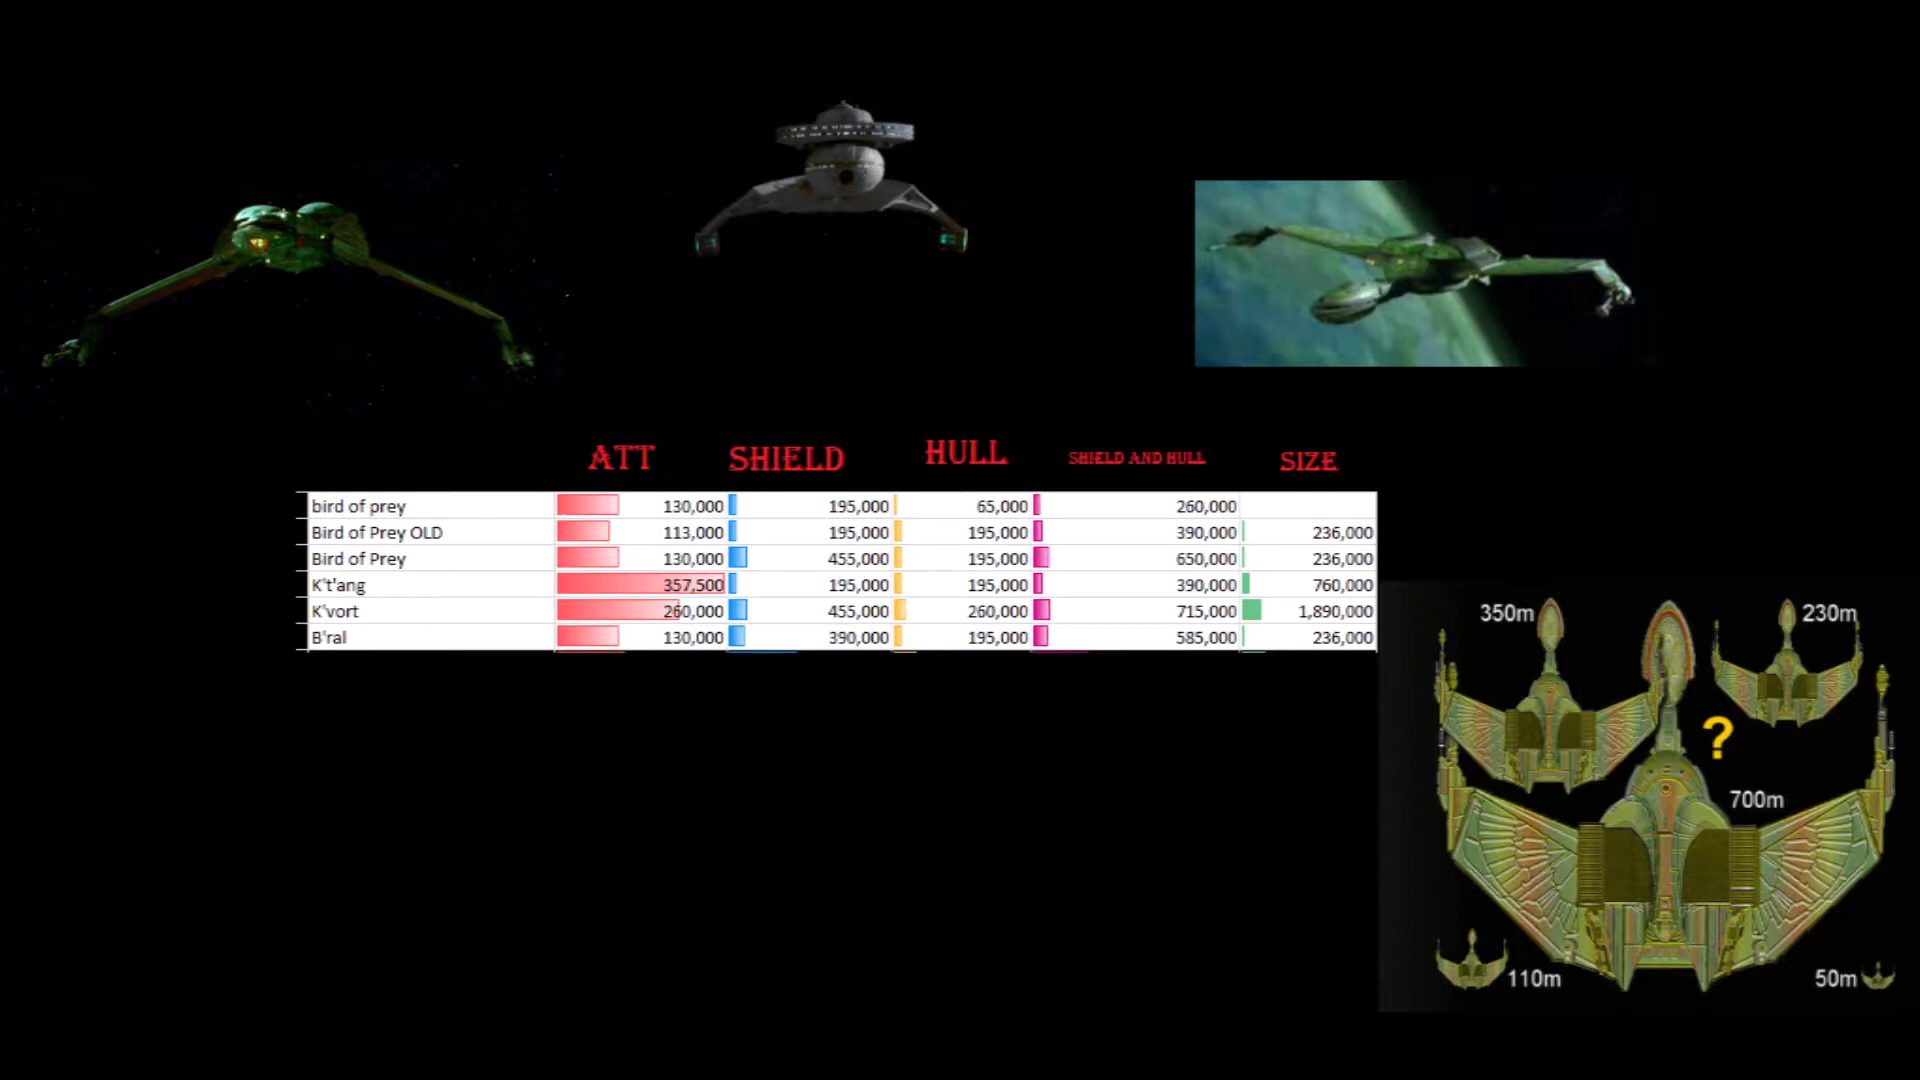 ATT SHIELD HULL SHIELD AND HULL SIZE
bird of prey 130,000 195,000 65,000 260,000
Bird of Prey OLD 113,000 195,000 195,000 390,000 236,000
Bird of Prey 130,000 455,000 195,000 650,000 236,000
K't'ang 357,500 195,000 195,000 390,000 760,000
K'vort 260,000 455,000 260,000 715,000 1,890,000
B'ral 130,000 390,000 195,000 585,000 236,000
350m 230m
?
700m
110m 50m